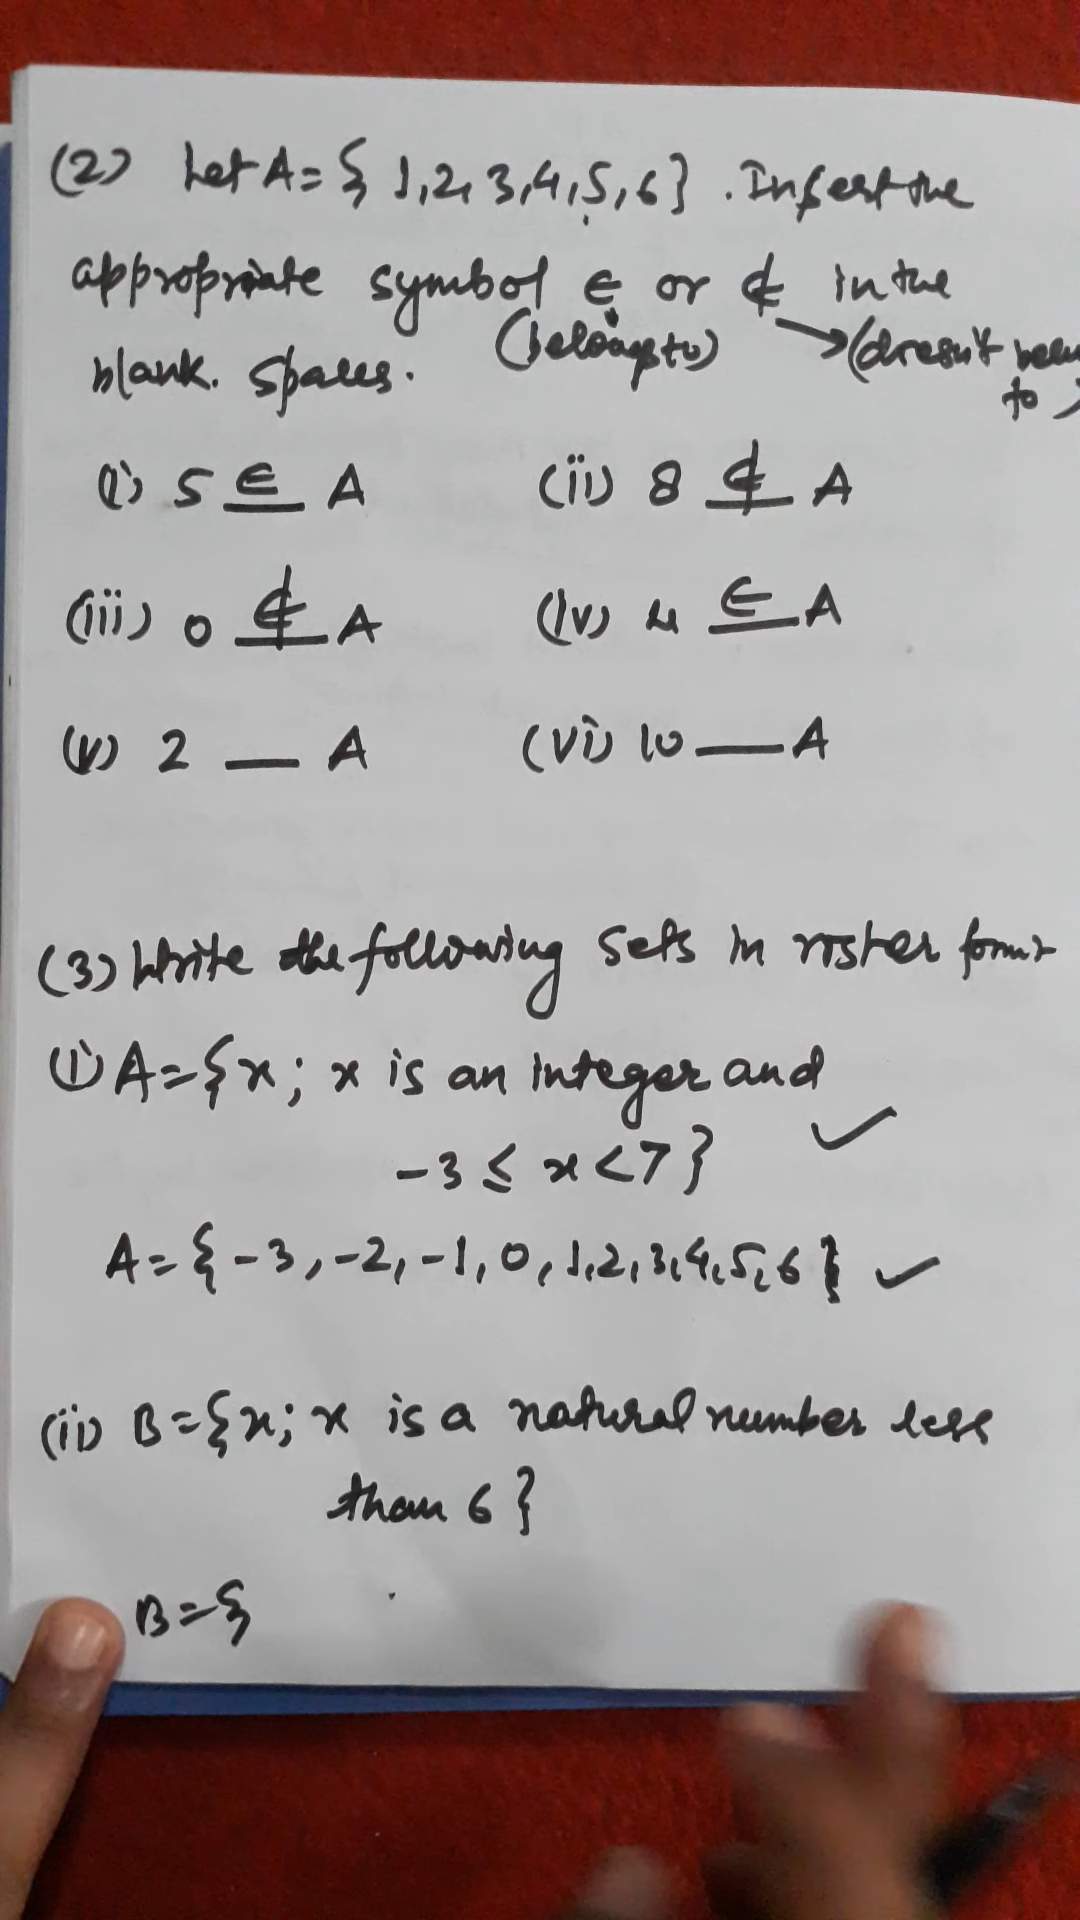 (2) Let A = { 1, 2, 3, 4, 5, 6 } . Insert the
appropriate symbol ∈ or ∉ in the
blank. spaces. (belongs to) → (doesn't
to )
(i) 5 ∈ A (ii) 8 ∉ A
(iii) 0 ∉ A (iv) 4 ∈ A
(v) 2 __ A (vi) 10 __ A
(3) Write the following sets in roster form:
(i) A = { x; x is an integer and
-3 ≤ x < 7 } ✓
A = { -3, -2, -1, 0, 1, 2, 3, 4, 5, 6 } ✓
(ii) B = { x; x is a natural number less
than 6 }
B = {